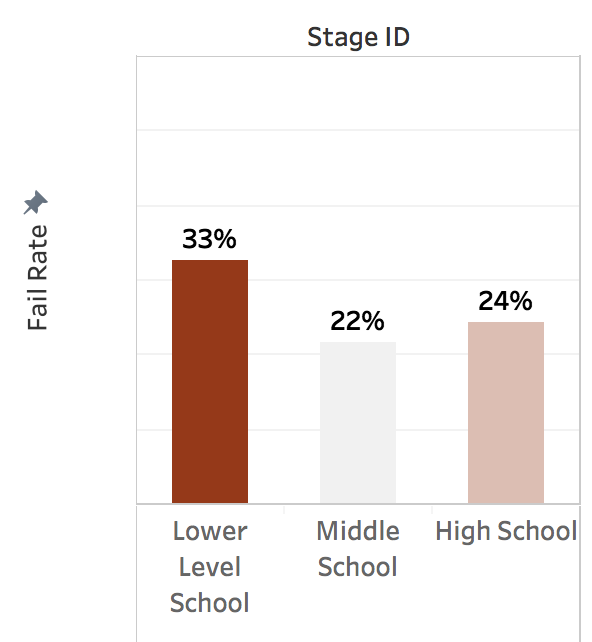 Stage ID
Fail Rate
33%
22%
24%
Lower
Level
School
Middle
School
High School